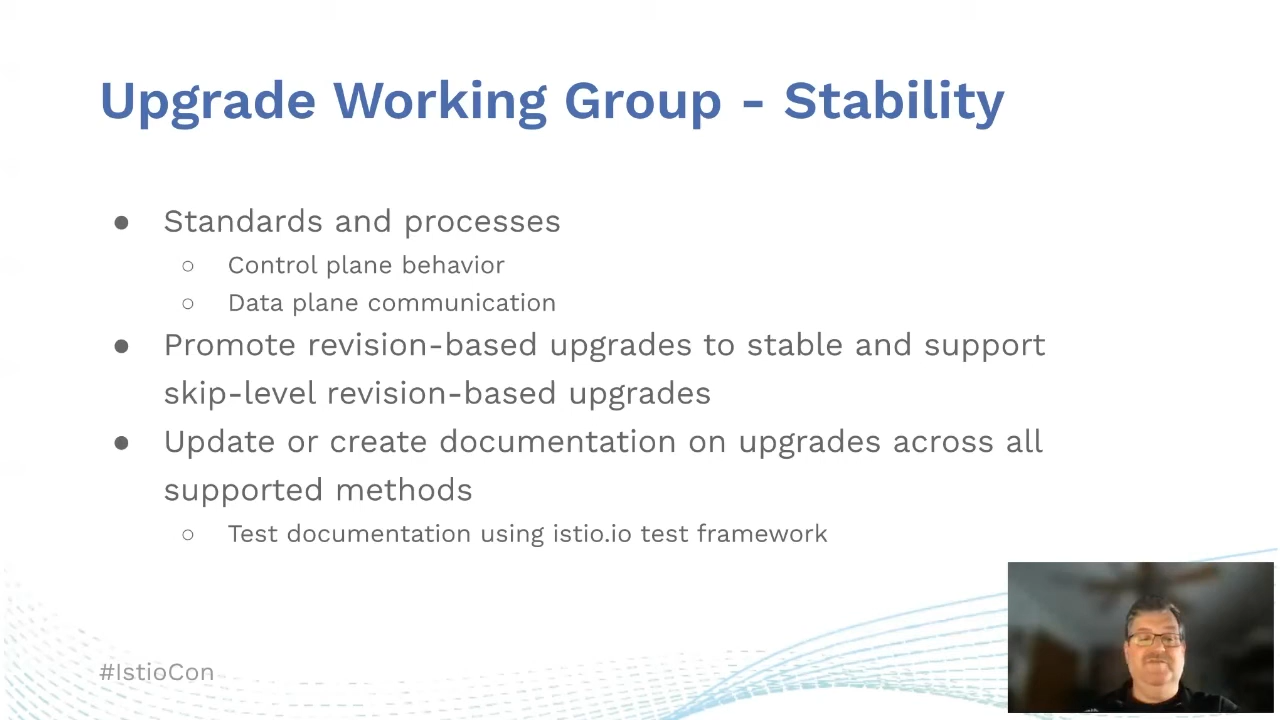 Upgrade Working Group - Stability
● Standards and processes
○ Control plane behavior
○ Data plane communication
● Promote revision-based upgrades to stable and support
skip-level revision-based upgrades
● Update or create documentation on upgrades across all
supported methods
○ Test documentation using istio.io test framework
#IstioCon